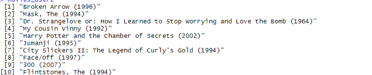 [1] "Broken Arrow (1996)"
[2] "Mask, The (1994)"
[3] "Dr. Strangelove or: How I Learned to Stop Worrying and Love the Bomb (1964)"
[4] "My Cousin Vinny (1992)"
[5] "Harry Potter and the Chamber of Secrets (2002)"
[6] "Jumanji (1995)"
[7] "City Slickers II: The Legend of Curly's Gold (1994)"
[8] "Face/Off (1997)"
[9] "300 (2007)"
[10] "Flintstones, The (1994)"